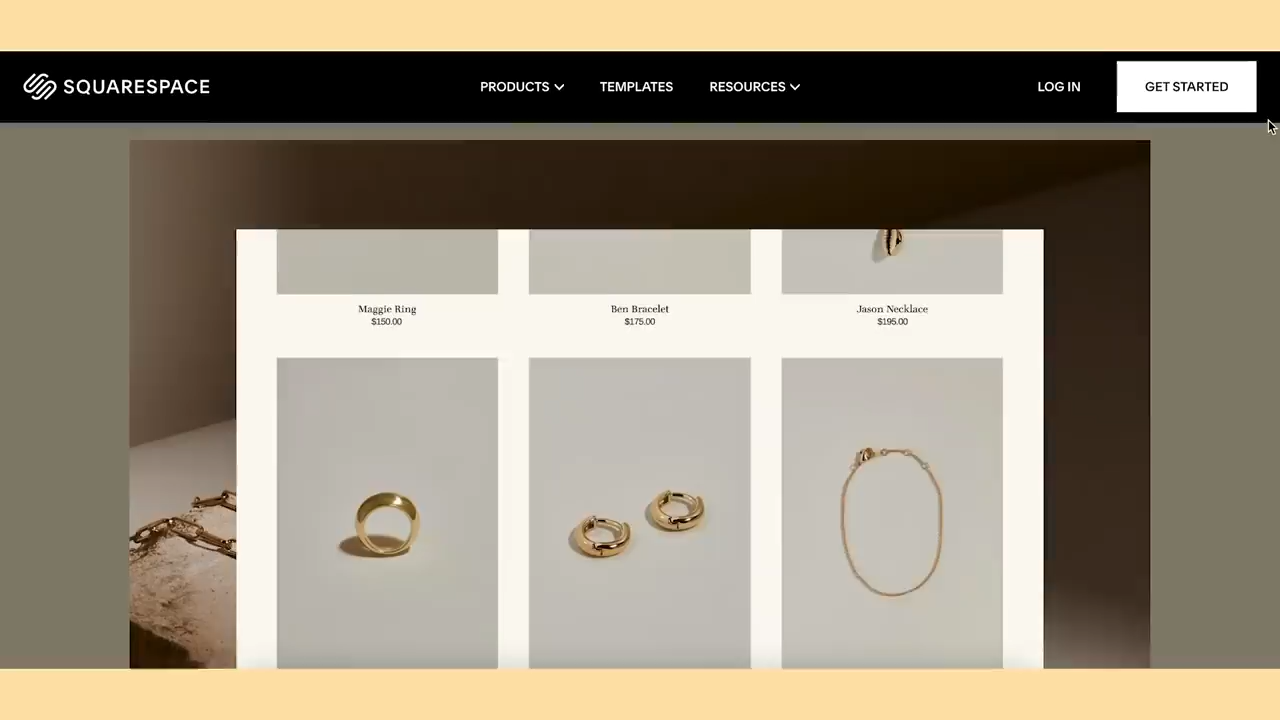 SQUARESPACE PRODUCTS TEMPLATES RESOURCES LOG IN GET STARTED
Maggie Ring Ben Bracelet Jason Necklace
$150.00 $175.00 $195.00